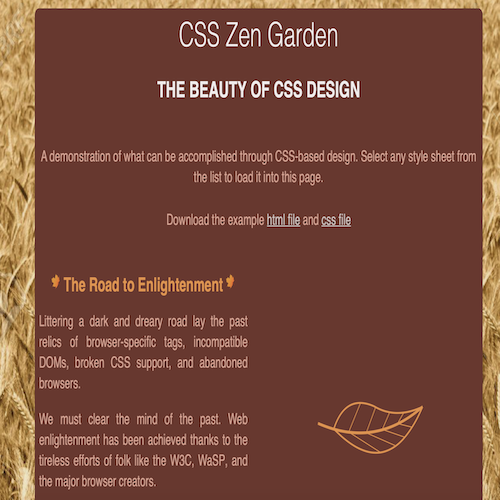 CSS Zen Garden
THE BEAUTY OF CSS DESIGN
A demonstration of what can be accomplished through CSS-based design. Select any style sheet from
the list to load it into this page.
Download the example html file and css file
The Road to Enlightenment
Littering a dark and dreary road lay the past
relics of browser-specific tags, incompatible
DOMs, broken CSS support, and abandoned
browsers.
We must clear the mind of the past. Web
enlightenment has been achieved thanks to the
tireless efforts of folk like the W3C, WaSP, and
the major browser creators.